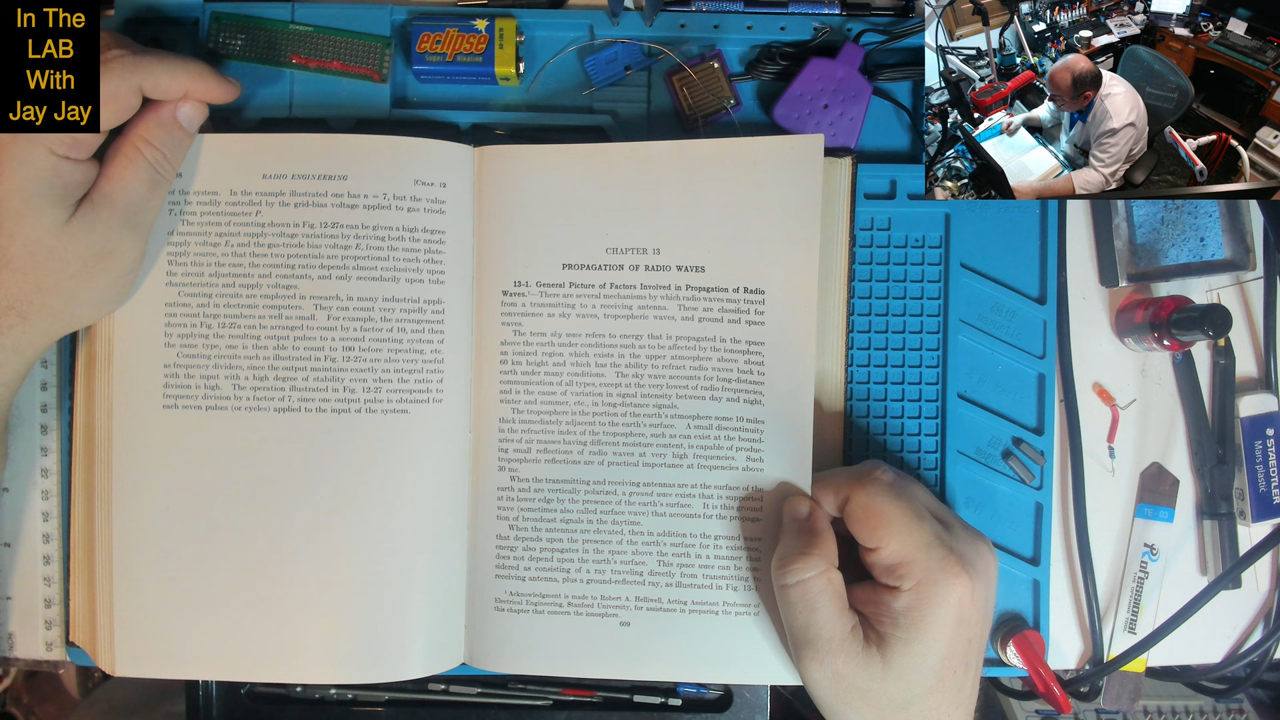 In The
LAB
With
Jay Jay
eclipse
Super Alkaline
RADIO ENGINEERING
[CHAP. 12
of the system. In the example illustrated one has n = 7, but the value
can be readily controlled by the grid-bias voltage applied to gas triode
from potentiometer P.
The system of counting shown in Fig. 12-27a can be given a high degree
of immunity against supply-voltage variations by deriving both the anode
supply voltage and the gas-triode bias voltage from the same plate-
supply source, so that these two potentials are proportional to each other.
When this is the case, the counting ratio depends almost exclusively upon
the circuit adjustments and constants, and only secondarily upon tube
characteristics and supply voltages.
Counting circuits are employed in research, in many industrial appli-
cations, and in electronic computers. They can count very rapidly and
can count large numbers as well as small. For example, the arrangement
shown in Fig. 12-27a can be arranged to count by a factor of 10, and then
by applying the resulting output pulses to a second counting system of
the same type, one is then able to count to 100 before repeating, etc.
Counting circuits such as illustrated in Fig. 12-27a are also very useful
as frequency dividers, since the output maintains exactly an integral ratio
with the input with a high degree of stability even when the ratio of
division is high. The operation illustrated in Fig. 12-27 corresponds to
frequency division by a factor of 7, since one output pulse is obtained for
each seven pulses (or cycles) applied to the input of the system.
CHAPTER 13
PROPAGATION OF RADIO WAVES
13-1. General Picture of Factors Involved in Propagation of Radio
Waves.¹—There are several mechanisms by which radio waves may travel
from a transmitting to a receiving antenna. These are classified for
convenience as sky waves, tropospheric waves, and ground and space
waves.
The term sky wave refers to energy that is propagated in the space
above the earth under conditions such as to be affected by the ionosphere,
an ionized region which exists in the upper atmosphere above about
60 km height and which has the ability to refract radio waves back to
earth under many conditions. The sky wave accounts for long-distance
communication of all types, except at the very lowest of radio frequencies,
and is the cause of variation in signal intensity between day and night,
winter and summer, etc., in long-distance signals.
The troposphere is the portion of the earth's atmosphere some 10 miles
thick immediately adjacent to the earth's surface. A small discontinuity
in the refractive index of the troposphere, such as can exist at the bound-
aries of air masses having different moisture content, is capable of produc-
ing small reflections of radio waves at very high frequencies. Such
tropospheric reflections are of practical importance at frequencies above
30 mc.
When the transmitting and receiving antennas are at the surface of the
earth and are vertically polarized, a ground wave exists that is supported
at its lower edge by the presence of the earth's surface. It is this ground
wave (sometimes also called surface wave) that accounts for the propaga-
tion of broadcast signals in the daytime.
When the antennas are elevated, then in addition to the ground wave
that depends upon the presence of the earth's surface for its existence,
energy also propagates in the space above the earth in a manner that
does not depend upon the earth's surface. This space wave can be con-
sidered as consisting of a ray traveling directly from transmitting to
receiving antenna, plus a ground-reflected ray, as illustrated in Fig. 13-1
¹ Acknowledgment is made to Robert A. Helliwell, Acting Assistant Professor of
Electrical Engineering, Stanford University, for assistance in preparing the parts of
this chapter that concern the ionosphere.
609
STAEDTLER
Mars plastic
TE - 03
Professional
17
18
19
20
21
22
23
24
25
26
27
28
29
30